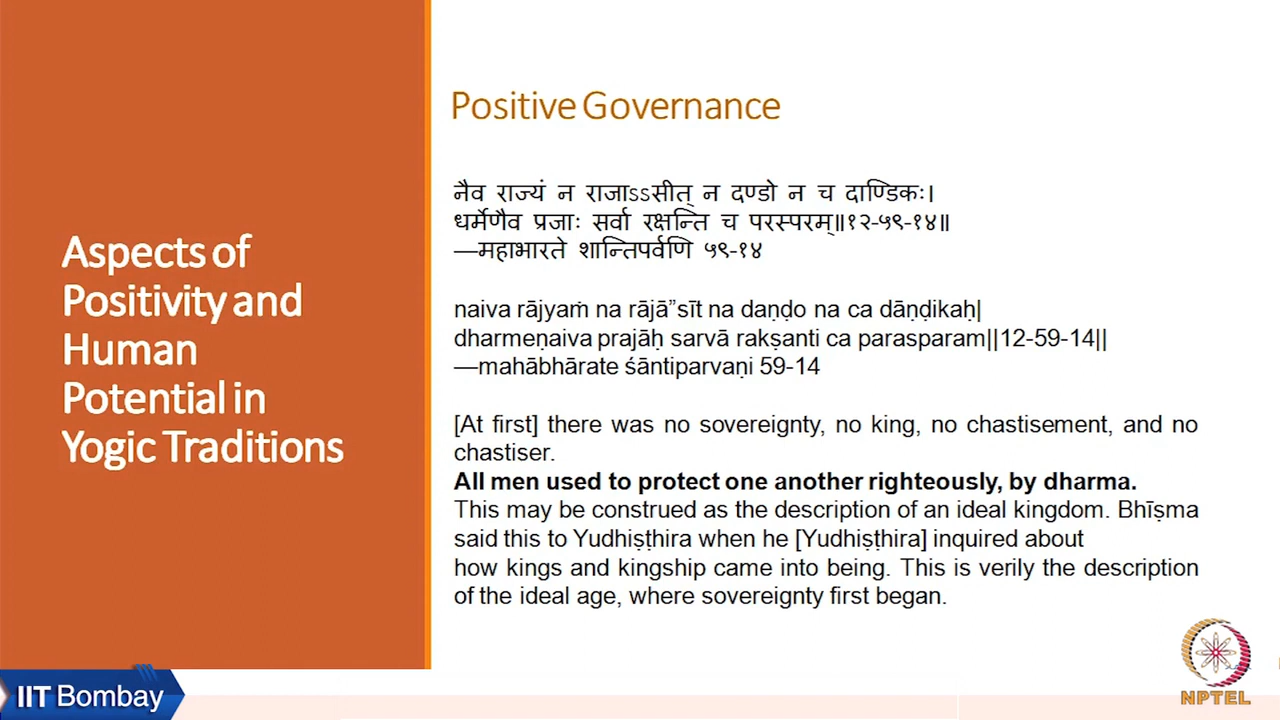 Aspects of
Positivity and
Human
Potential in
Yogic Traditions
Positive Governance
नैव राज्यं न राजाऽऽसीत् न दण्डो न च दाण्डिकः।
धर्मेणैव प्रजाः सर्वा रक्षन्ति च परस्परम्॥१२-५९-१४॥
—महाभारते शान्तिपर्वणि ५९-१४
naiva rājyaṁ na rājā”sīt na daṇḍo na ca dāṇḍikaḥ|
dharmeṇaiva prajāḥ sarvā rakṣanti ca parasparam||12-59-14||
—mahābhārate śāntiparvaṇi 59-14
[At first] there was no sovereignty, no king, no chastisement, and no
chastiser.
All men used to protect one another righteously, by dharma.
This may be construed as the description of an ideal kingdom. Bhīṣma
said this to Yudhiṣṭhira when he [Yudhiṣṭhira] inquired about
how kings and kingship came into being. This is verily the description
of the ideal age, where sovereignty first began.
IIT Bombay
NPTEL